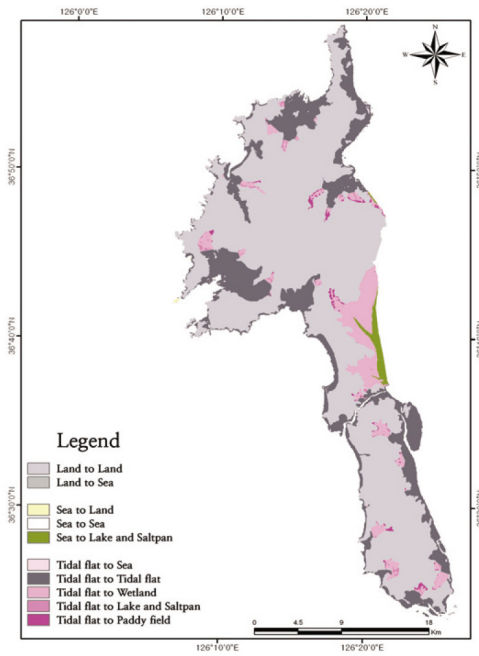 126°0'0"E 126°10'0"E 126°20'0"E
N
W E
S
36°50'0"N
36°40'0"N
36°30'0"N
Legend
Land to Land
Land to Sea
Sea to Land
Sea to Sea
Sea to Lake and Saltpan
Tidal flat to Sea
Tidal flat to Tidal flat
Tidal flat to Wetland
Tidal flat to Lake and Saltpan
Tidal flat to Paddy field
0 4.5 9 18
Km
126°10'0"E 126°20'0"E